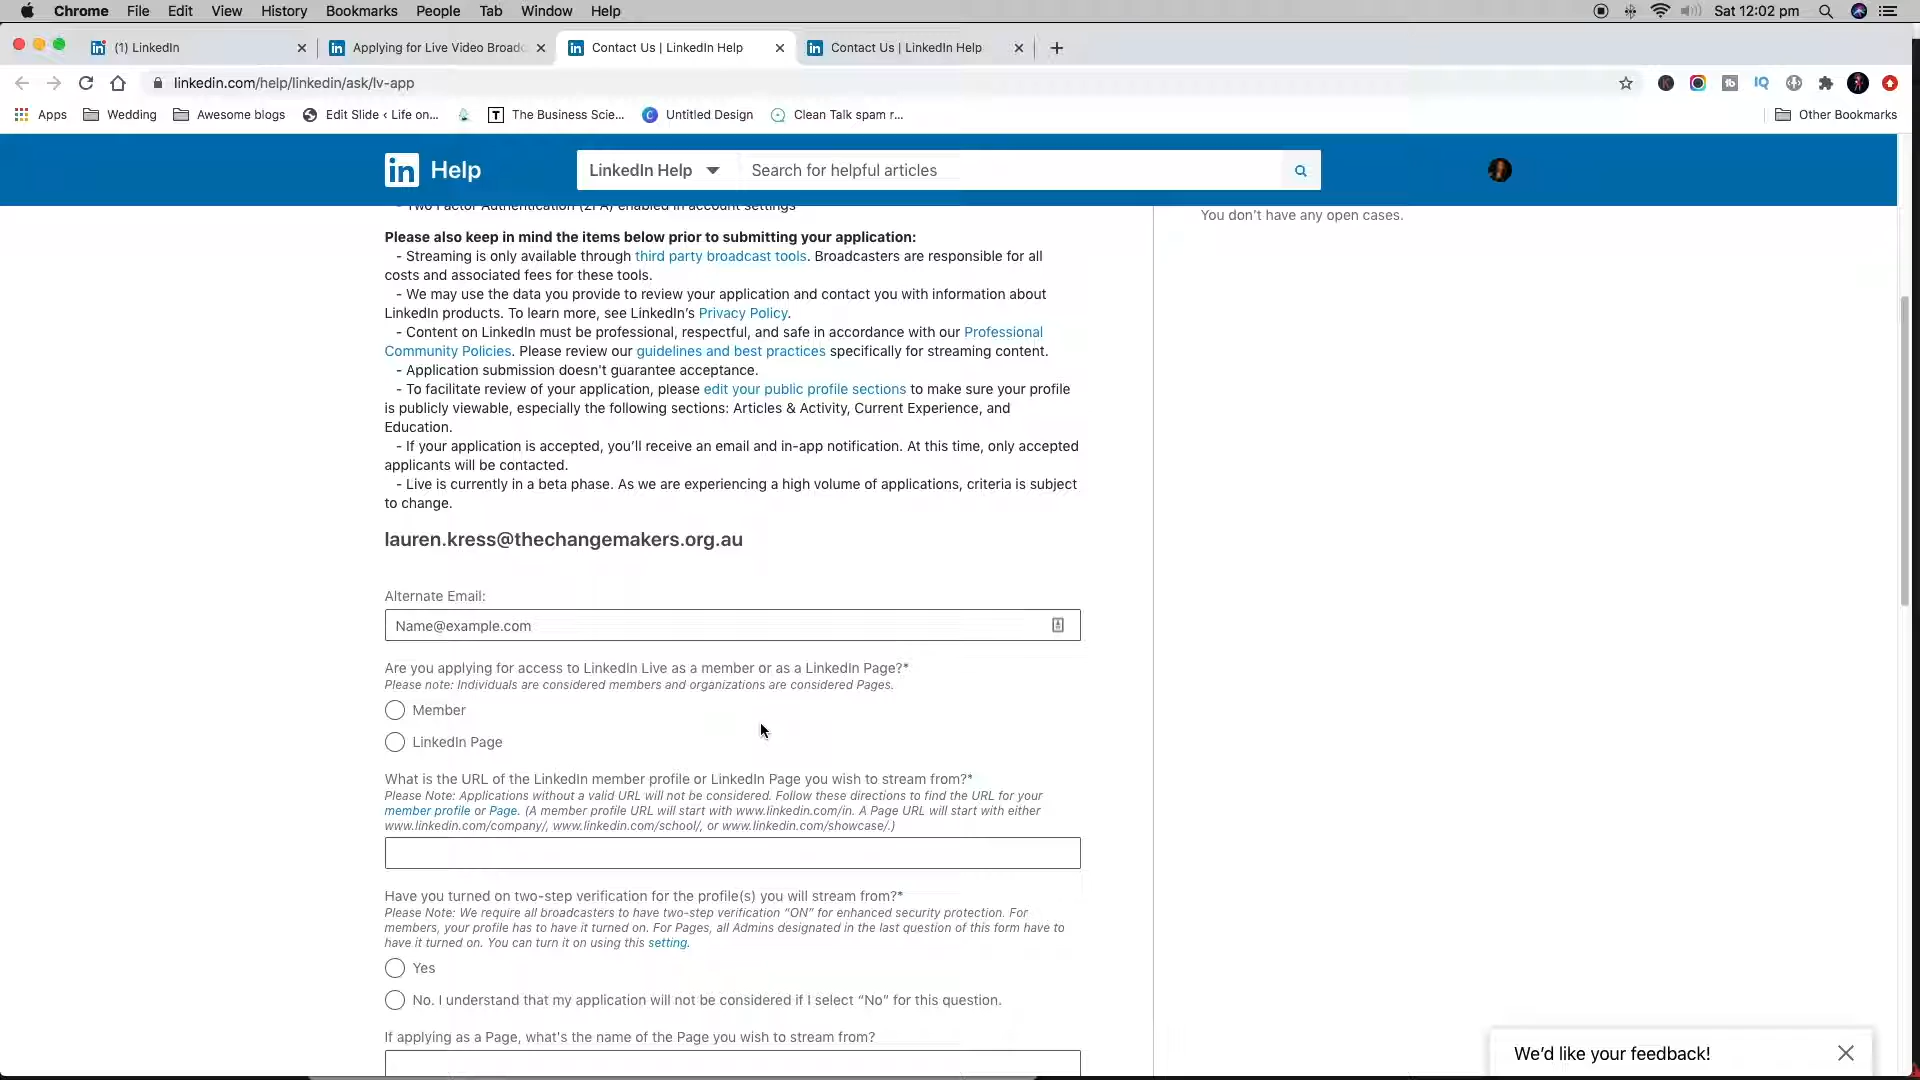 Chrome File Edit View History Bookmarks People Tab Window Help Sat 12:02 pm
(1) LinkedIn Applying for Live Video Broadc Contact Us | LinkedIn Help Contact Us | LinkedIn Help
linkedin.com/help/linkedin/ask/lv-app
Apps Wedding Awesome blogs Edit Slide ‹ Life on... The Business Scie... Untitled Design Clean Talk spam r... Other Bookmarks
in Help LinkedIn Help Search for helpful articles
- Two Factor Authentication (2FA) enabled in account settings
You don't have any open cases.
Please also keep in mind the items below prior to submitting your application:
- Streaming is only available through third party broadcast tools. Broadcasters are responsible for all
costs and associated fees for these tools.
- We may use the data you provide to review your application and contact you with information about
LinkedIn products. To learn more, see LinkedIn's Privacy Policy.
- Content on LinkedIn must be professional, respectful, and safe in accordance with our Professional
Community Policies. Please review our guidelines and best practices specifically for streaming content.
- Application submission doesn't guarantee acceptance.
- To facilitate review of your application, please edit your public profile sections to make sure your profile
is publicly viewable, especially the following sections: Articles & Activity, Current Experience, and
Education.
- If your application is accepted, you'll receive an email and in-app notification. At this time, only accepted
applicants will be contacted.
- Live is currently in a beta phase. As we are experiencing a high volume of applications, criteria is subject
to change.
lauren.kress@thechangemakers.org.au
Alternate Email:
Name@example.com
Are you applying for access to LinkedIn Live as a member or as a LinkedIn Page?*
Please note: Individuals are considered members and organizations are considered Pages.
Member
LinkedIn Page
What is the URL of the LinkedIn member profile or LinkedIn Page you wish to stream from?*
Please Note: Applications without a valid URL will not be considered. Follow these directions to find the URL for your
member profile or Page. (A member profile URL will start with www.linkedin.com/in. A Page URL will start with either
www.linkedin.com/company/, www.linkedin.com/school/, or www.linkedin.com/showcase/.)
Have you turned on two-step verification for the profile(s) you will stream from?*
Please Note: We require all broadcasters to have two-step verification “ON” for enhanced security protection. For
members, your profile has to have it turned on. For Pages, all Admins designated in the last question of this form have to
have it turned on. You can turn it on using this setting.
Yes
No. I understand that my application will not be considered if I select “No” for this question.
If applying as a Page, what's the name of the Page you wish to stream from?
We'd like your feedback!